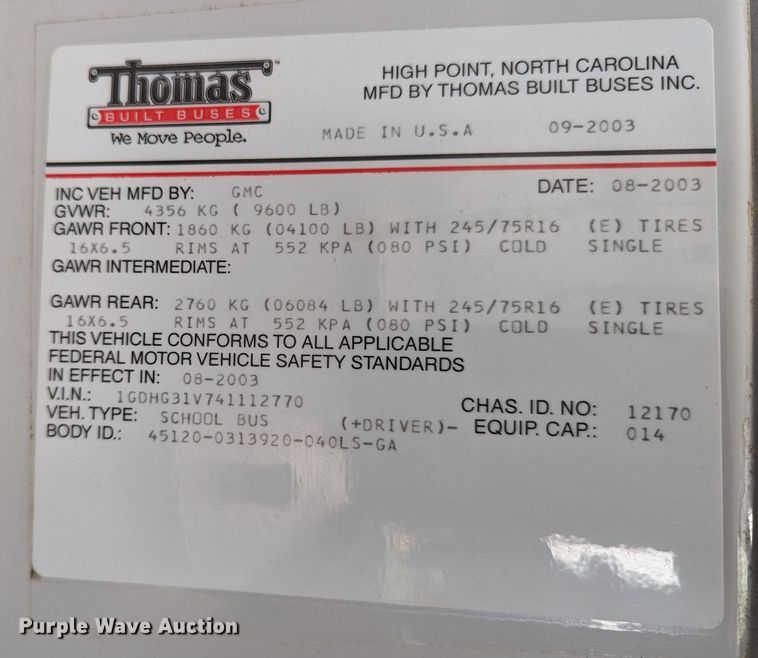 Thomas™
BUILT BUSES
We Move People.
HIGH POINT, NORTH CAROLINA
MFD BY THOMAS BUILT BUSES INC.
MADE IN U.S.A 09-2003
INC VEH MFD BY: GMC DATE: 08-2003
GVWR: 4356 KG ( 9600 LB)
GAWR FRONT: 1860 KG (04100 LB) WITH 245/75R16 (E) TIRES
16X6.5 RIMS AT 552 KPA (080 PSI) COLD SINGLE
GAWR INTERMEDIATE:
GAWR REAR: 2760 KG (06084 LB) WITH 245/75R16 (E) TIRES
16X6.5 RIMS AT 552 KPA (080 PSI) COLD SINGLE
THIS VEHICLE CONFORMS TO ALL APPLICABLE
FEDERAL MOTOR VEHICLE SAFETY STANDARDS
IN EFFECT IN: 08-2003
V.I.N.: 1GDHG31V741112770 CHAS. ID. NO: 12170
VEH. TYPE: SCHOOL BUS (+DRIVER)- EQUIP. CAP.: 014
BODY ID.: 45120-0313920-040LS-GA
Purple Wave Auction